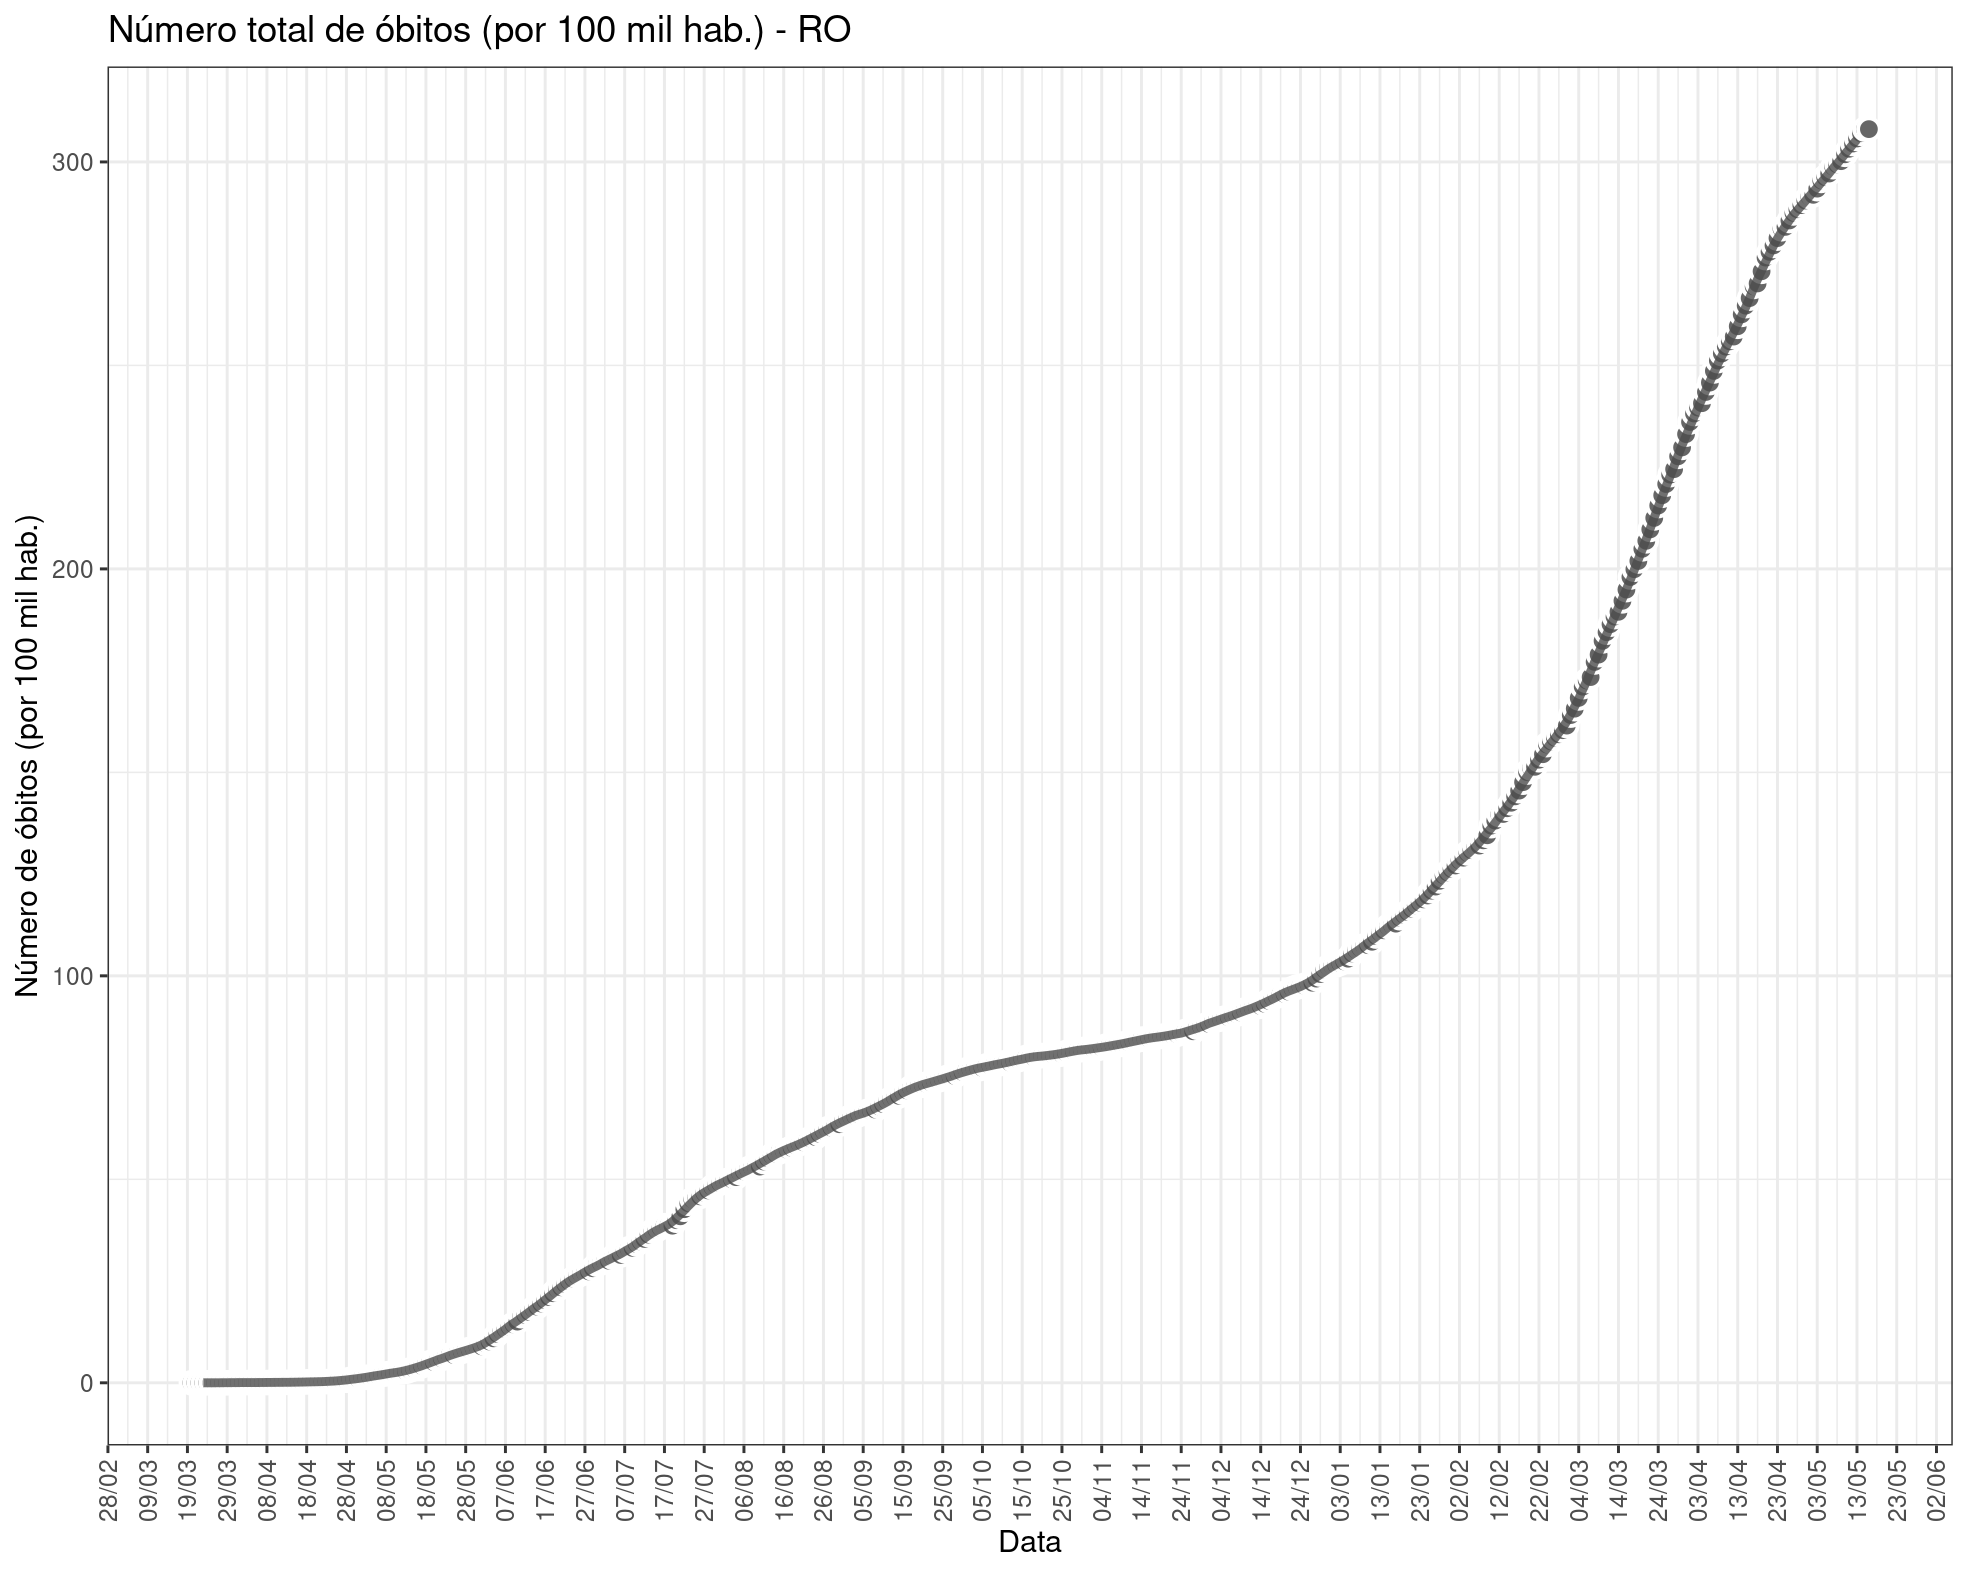 Número total de óbitos (por 100 mil hab.) - RO
Número de óbitos (por 100 mil hab.)
300
200
100
0
28/02 09/03 19/03 29/03 08/04 18/04 28/04 08/05 18/05 28/05 07/06 17/06 27/06 07/07 17/07 27/07 06/08 16/08 26/08 05/09 15/09 25/09 05/10 15/10 25/10 04/11 14/11 24/11 04/12 14/12 24/12 03/01 13/01 23/01 02/02 12/02 22/02 04/03 14/03 24/03 03/04 13/04 23/04 03/05 13/05 23/05 02/06
Data